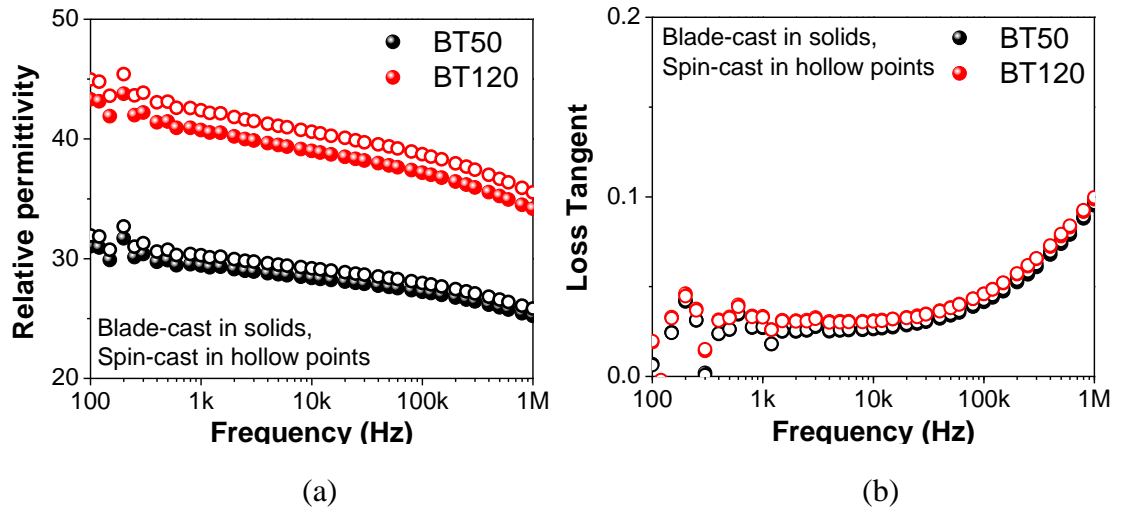 50
40
30
20
Relative permittivity
BT50
BT120
Blade-cast in solids,
Spin-cast in hollow points
100
1k
10k
100k
1M
Frequency (Hz)
(a)
0.2
0.1
0.0
Loss Tangent
Blade-cast in solids,
Spin-cast in hollow points
BT50
BT120
100
1k
10k
100k
1M
Frequency (Hz)
(b)